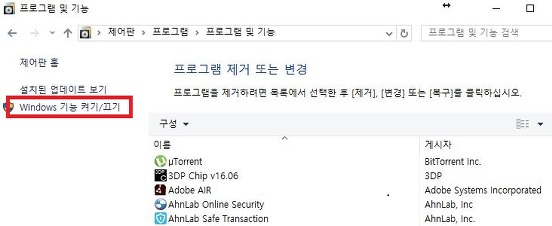 프로그램 및 기능
제어판 > 프로그램 > 프로그램 및 기능
프로그램 및 기능 검색
제어판 홈
설치된 업데이트 보기
Windows 기능 켜기/끄기
프로그램 제거 또는 변경
프로그램을 제거하려면 목록에서 선택한 후 [제거], [변경] 또는 [복구]를 클릭하십시오.
구성
이름 게시자
µTorrent BitTorrent Inc.
3DP Chip v16.06 3DP
Adobe AIR Adobe Systems Incorporated
AhnLab Online Security AhnLab, Inc
AhnLab Safe Transaction AhnLab, Inc.